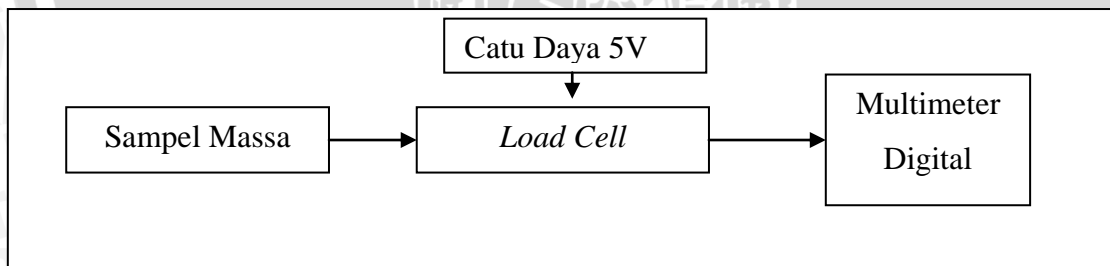 Catu Daya 5V
Sampel Massa
Load Cell
Multimeter
Digital